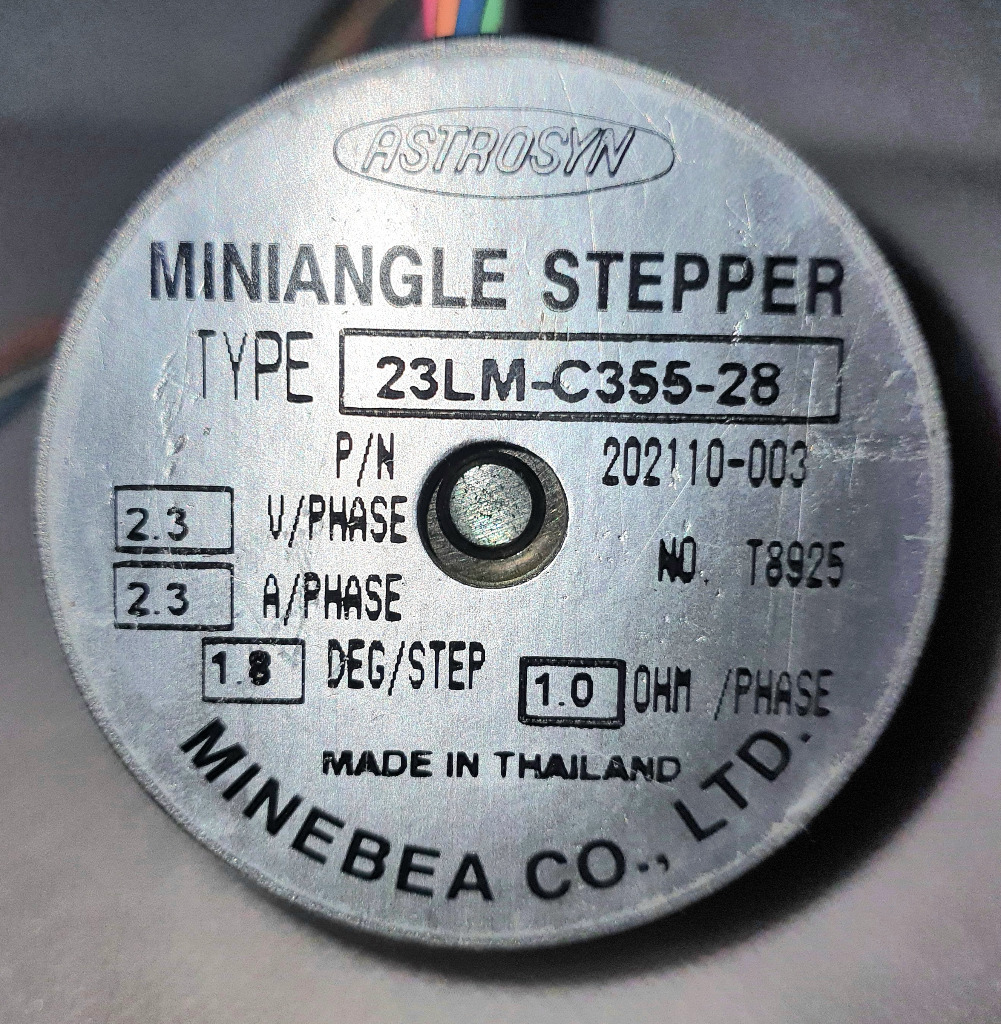 ASTROSYN
MINIANGLE STEPPER
TYPE 23LM-C355-28
P/N 202110-003
2.3 V/PHASE
NO. T8925
2.3 A/PHASE
1.8 DEG/STEP 1.0 OHM /PHASE
MADE IN THAILAND
MINEBEA CO., LTD.